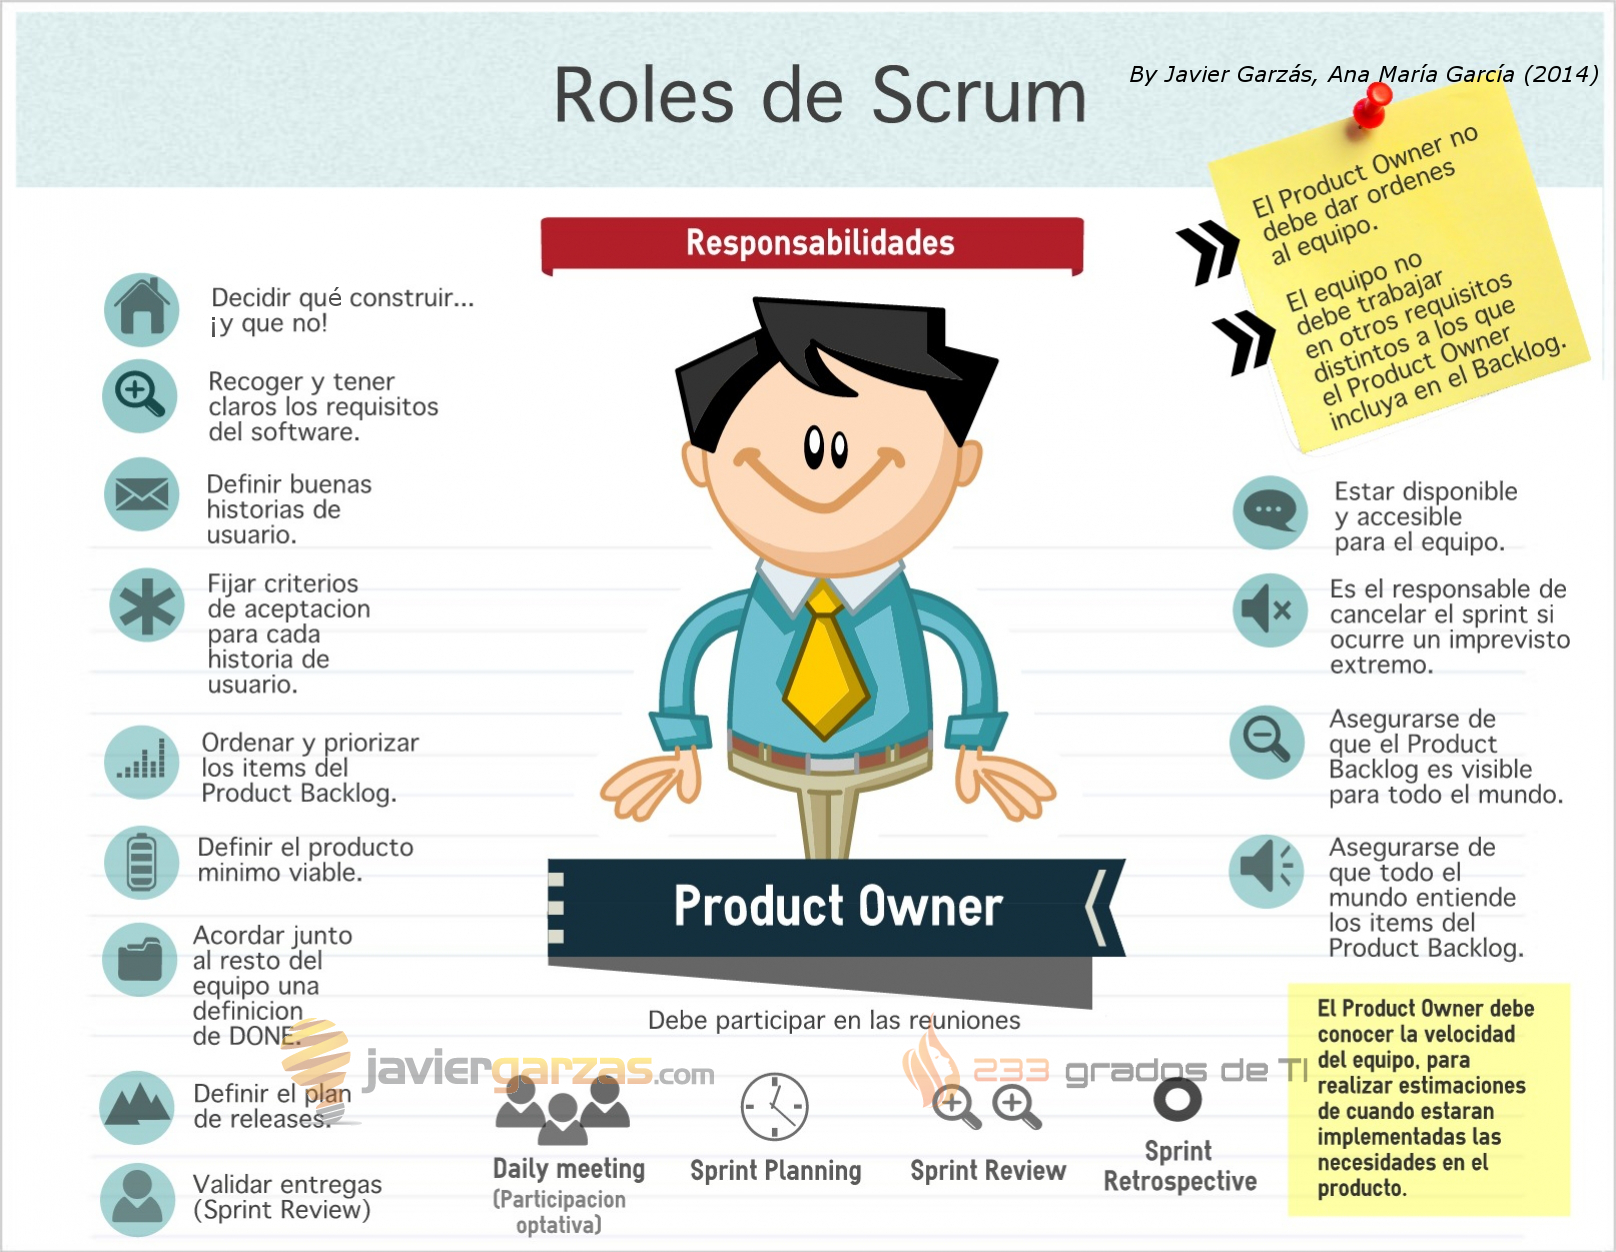 Roles de Scrum
By Javier Garzás, Ana María García (2014)
El Product Owner no
debe dar ordenes
al equipo.
El equipo no
debe trabajar
en otros requisitos
distintos a los que
el Product Owner
incluya en el Backlog.
Responsabilidades
Decidir qué construir...
¡y que no!
Recoger y tener
claros los requisitos
del software.
Definir buenas
historias de
usuario.
Fijar criterios
de aceptacion
para cada
historia de
usuario.
Ordenar y priorizar
los items del
Product Backlog.
Definir el producto
minimo viable.
Acordar junto
al resto del
equipo una
definicion
de DONE.
Definir el plan
de releases.
Validar entregas
(Sprint Review)
Estar disponible
y accesible
para el equipo.
Es el responsable de
cancelar el sprint si
ocurre un imprevisto
extremo.
Asegurarse de
que el Product
Backlog es visible
para todo el mundo.
Asegurarse de
que todo el
mundo entiende
los items del
Product Backlog.
Product Owner
Debe participar en las reuniones
javiergarzas.com
233 grados de TI
Daily meeting
(Participacion
optativa)
Sprint Planning
Sprint Review
Sprint
Retrospective
El Product Owner debe
conocer la velocidad
del equipo, para
realizar estimaciones
de cuando estaran
implementadas las
necesidades en el
producto.